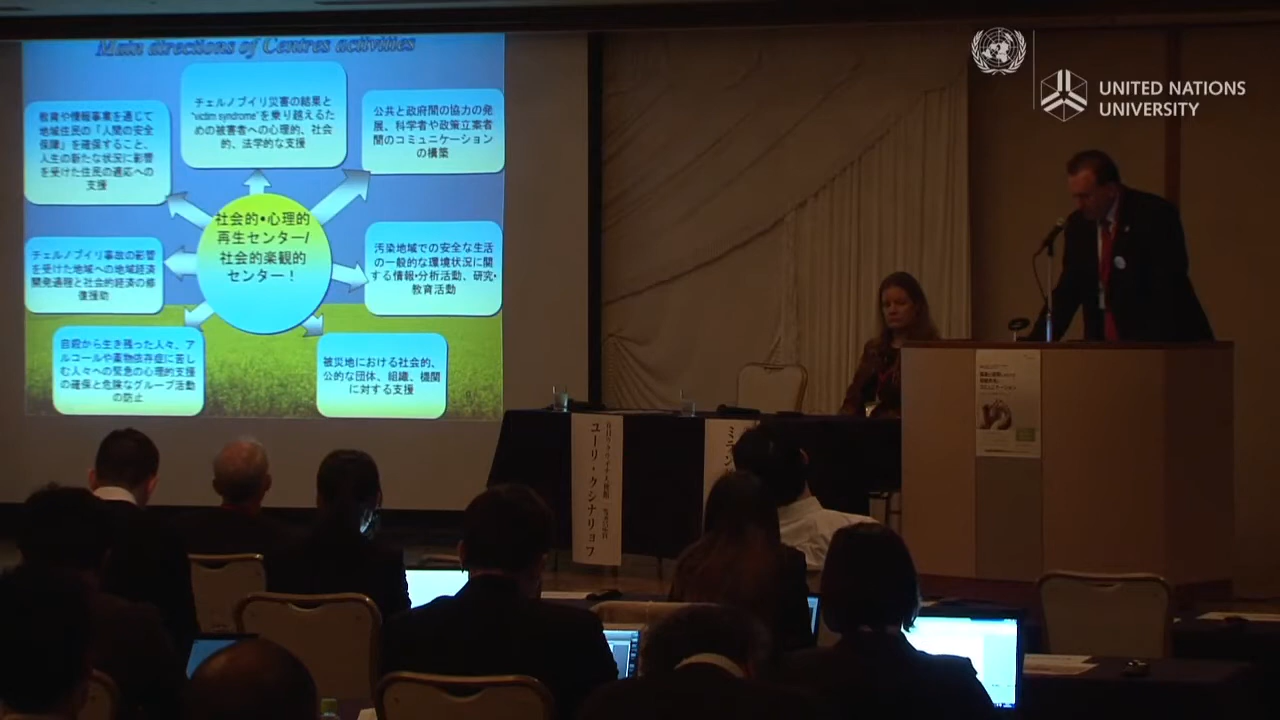 Main directions of Centres activities
チェルノブイリ災害の結果と
"victim syndrome"を乗り越えるた
めの被害者への心理的、社会
的、法学的な支援
教育や情報事業を通じて
地域住民の「人間の安全
保障」を確保すること、
人生の新たな状況に影響
を受けた住民の適応への
支援
公共と政府間の協力の発
展、科学者や政策立案者
間のコミュニケーション
の構築
社会的・心理的
再生センター/
社会的楽観的
センター！
チェルノブイリ事故の影響
を受けた地域への地域経済
開発過程と社会的経済の修
復援助
汚染地域での安全な生活
の一般的な環境状況に関
する情報・分析活動、研究・
教育活動
自殺から生き残った人々、ア
ルコールや薬物依存症に苦し
む人々への緊急の心理的支援
の確保と危険なグループ活動
の防止
被災地における社会的、
公的な団体、組織、機関
に対する支援
UNITED NATIONS
UNIVERSITY
ユーリ・クシナリョフ
ミニ